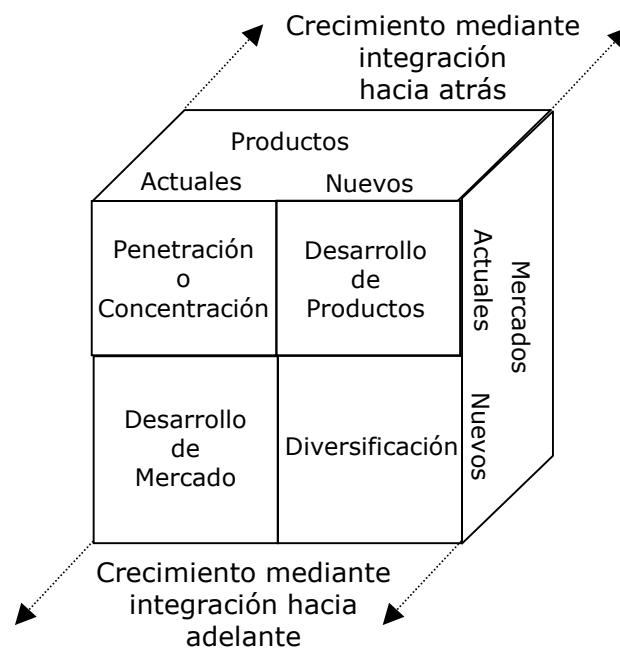 Crecimiento mediante
integración
hacia atrás
Productos
Actuales
Nuevos
Penetración
o
Concentración
Desarrollo
de
Productos
Actuales
Mercados
Nuevos
Desarrollo
de
Mercado
Diversificación
Crecimiento mediante
integración hacia
adelante